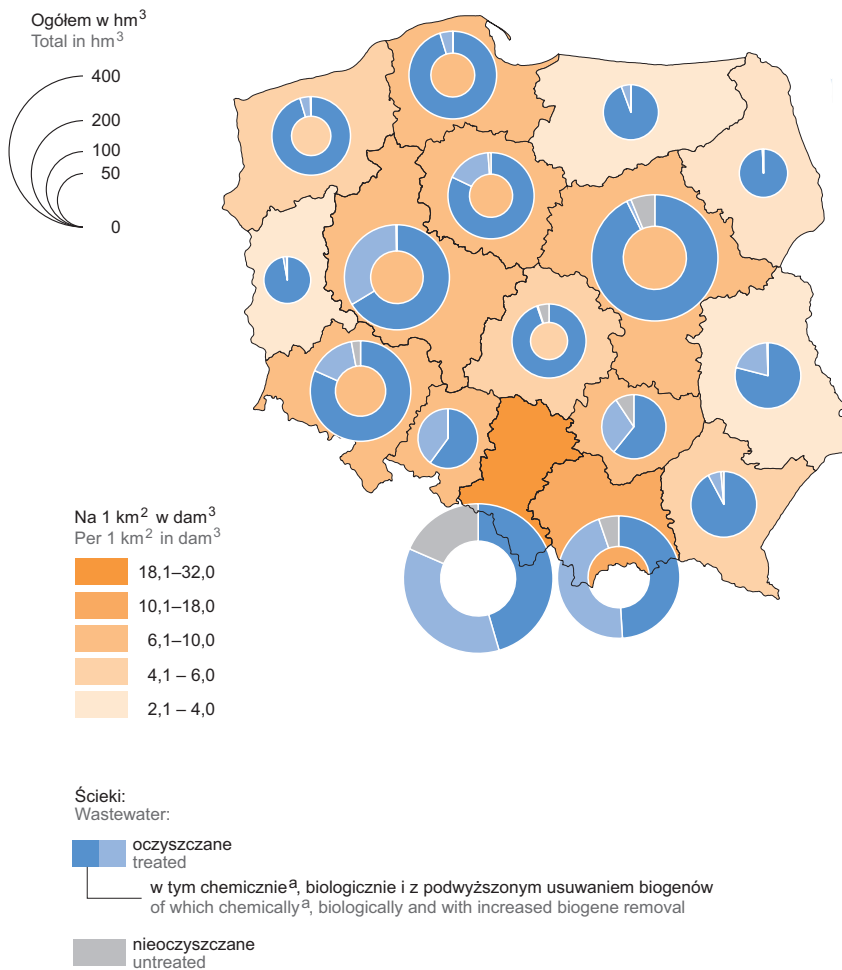 Ogółem w hm³
Total in hm³
400
200
100
50
0
Na 1 km² w dam³
Per 1 km² in dam³
18,1–32,0
10,1–18,0
6,1–10,0
4,1 – 6,0
2,1 – 4,0
Ścieki:
Wastewater:
oczyszczane
treated
w tym chemicznieᵃ, biologicznie i z podwyższonym usuwaniem biogenów
of which chemicallyᵃ, biologically and with increased biogene removal
nieoczyszczane
untreated